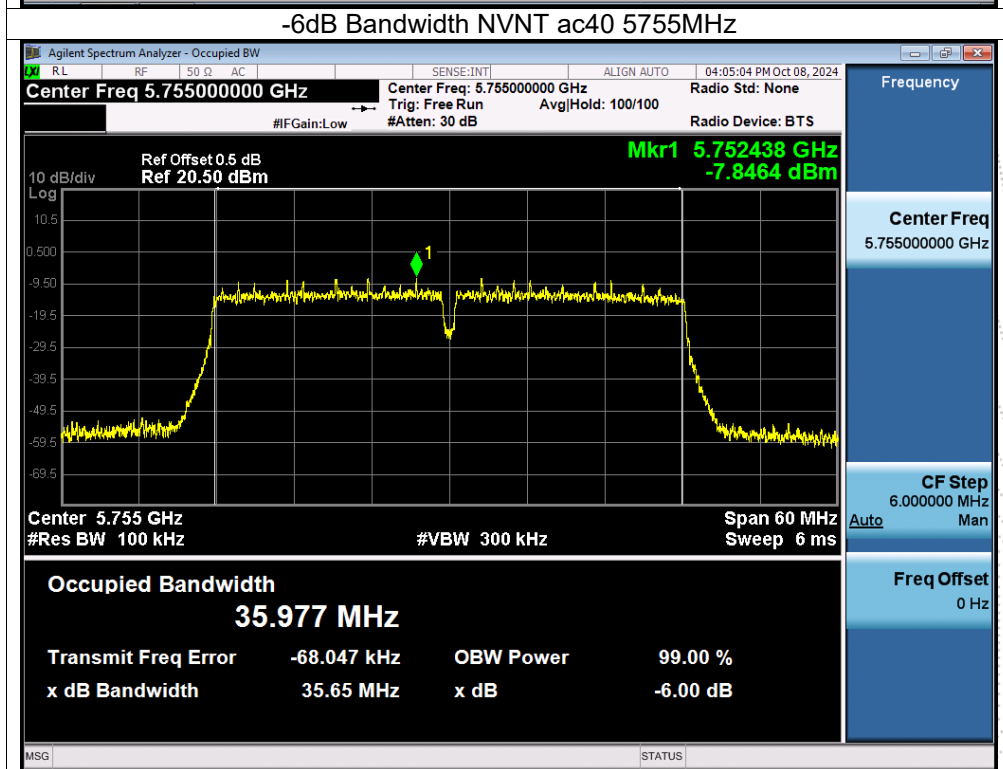 -6dB Bandwidth NVNT ac40 5755MHz
Agilent Spectrum Analyzer - Occupied BW
LXI RL RF 50 Ω AC SENSE:INT ALIGN AUTO 04:05:04 PM Oct 08, 2024
Center Freq 5.755000000 GHz
Center Freq: 5.755000000 GHz
Radio Std: None
Trig: Free Run Avg|Hold: 100/100
#IFGain:Low
#Atten: 30 dB
Radio Device: BTS
Mkr1 5.752438 GHz
-7.8464 dBm
Ref Offset 0.5 dB
10 dB/div Ref 20.50 dBm
Log
10.5
0.500
-9.50
-19.5
-29.5
-39.5
-49.5
-59.5
-69.5
1
Center 5.755 GHz Span 60 MHz
#Res BW 100 kHz #VBW 300 kHz Sweep 6 ms
Occupied Bandwidth
35.977 MHz
Transmit Freq Error -68.047 kHz OBW Power 99.00 %
x dB Bandwidth 35.65 MHz x dB -6.00 dB
MSG STATUS
Frequency
Center Freq
5.755000000 GHz
CF Step
6.000000 MHz
Auto Man
Freq Offset
0 Hz